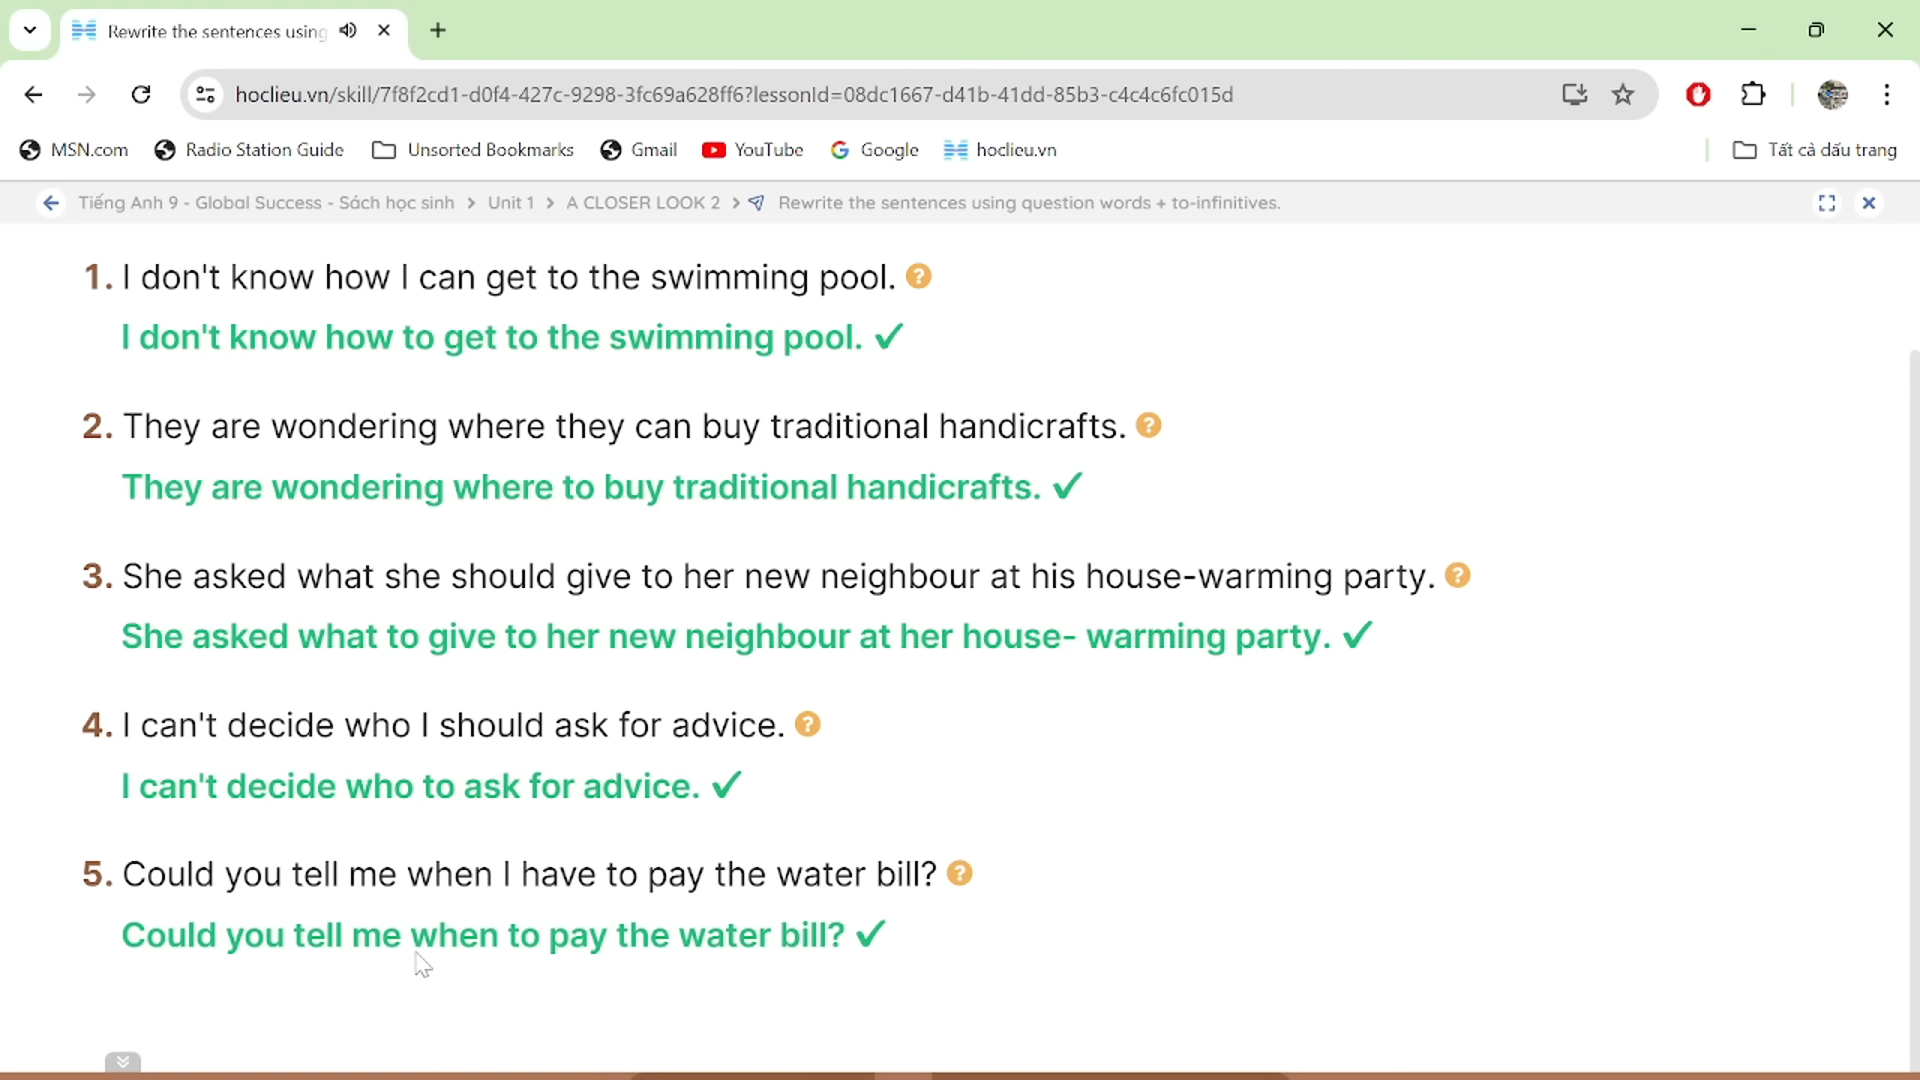 Rewrite the sentences using
hoclieu.vn/skill/7f8f2cd1-d0f4-427c-9298-3fc69a628ff6?lessonId=08dc1667-d41b-41dd-85b3-c4c4c6fc015d
MSN.com Radio Station Guide Unsorted Bookmarks Gmail YouTube Google hoclieu.vn Tất cả dấu trang
Tiếng Anh 9 - Global Success - Sách học sinh > Unit 1 > A CLOSER LOOK 2 > Rewrite the sentences using question words + to-infinitives.
1. I don't know how I can get to the swimming pool. ?
I don't know how to get to the swimming pool. ✓
2. They are wondering where they can buy traditional handicrafts. ?
They are wondering where to buy traditional handicrafts. ✓
3. She asked what she should give to her new neighbour at his house-warming party. ?
She asked what to give to her new neighbour at her house- warming party. ✓
4. I can't decide who I should ask for advice. ?
I can't decide who to ask for advice. ✓
5. Could you tell me when I have to pay the water bill? ?
Could you tell me when to pay the water bill? ✓